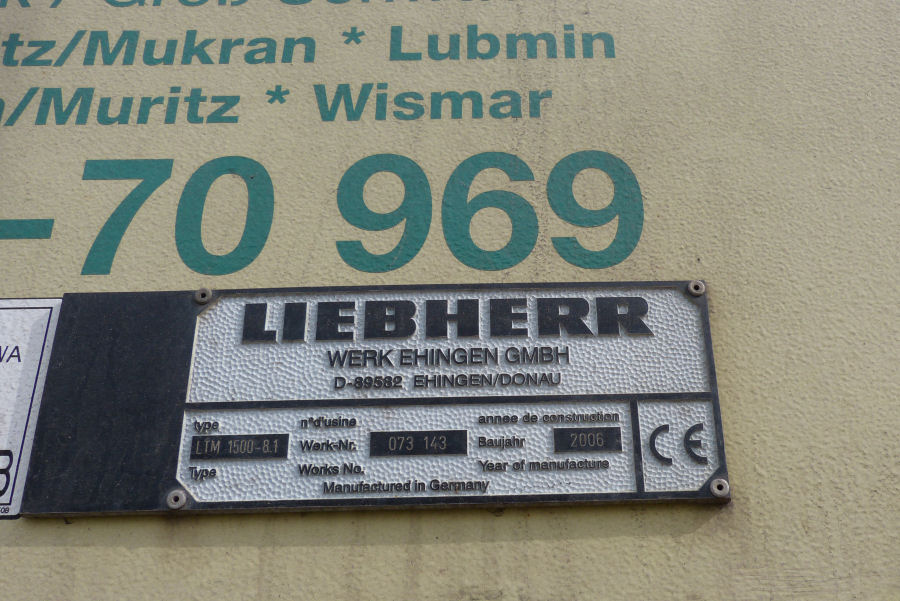 tz/Mukran * Lubmin
/Muritz * Wismar
-70 969
LIEBHERR
WERK EHINGEN GMBH
D-89582 EHINGEN/DONAU
type
LTM 1500-8.1
Type
n°d'usine
Werk-Nr. 073 143
Works No.
annee de construction
Baujahr 2006
Year of manufacture
Manufactured in Germany
CE
WA